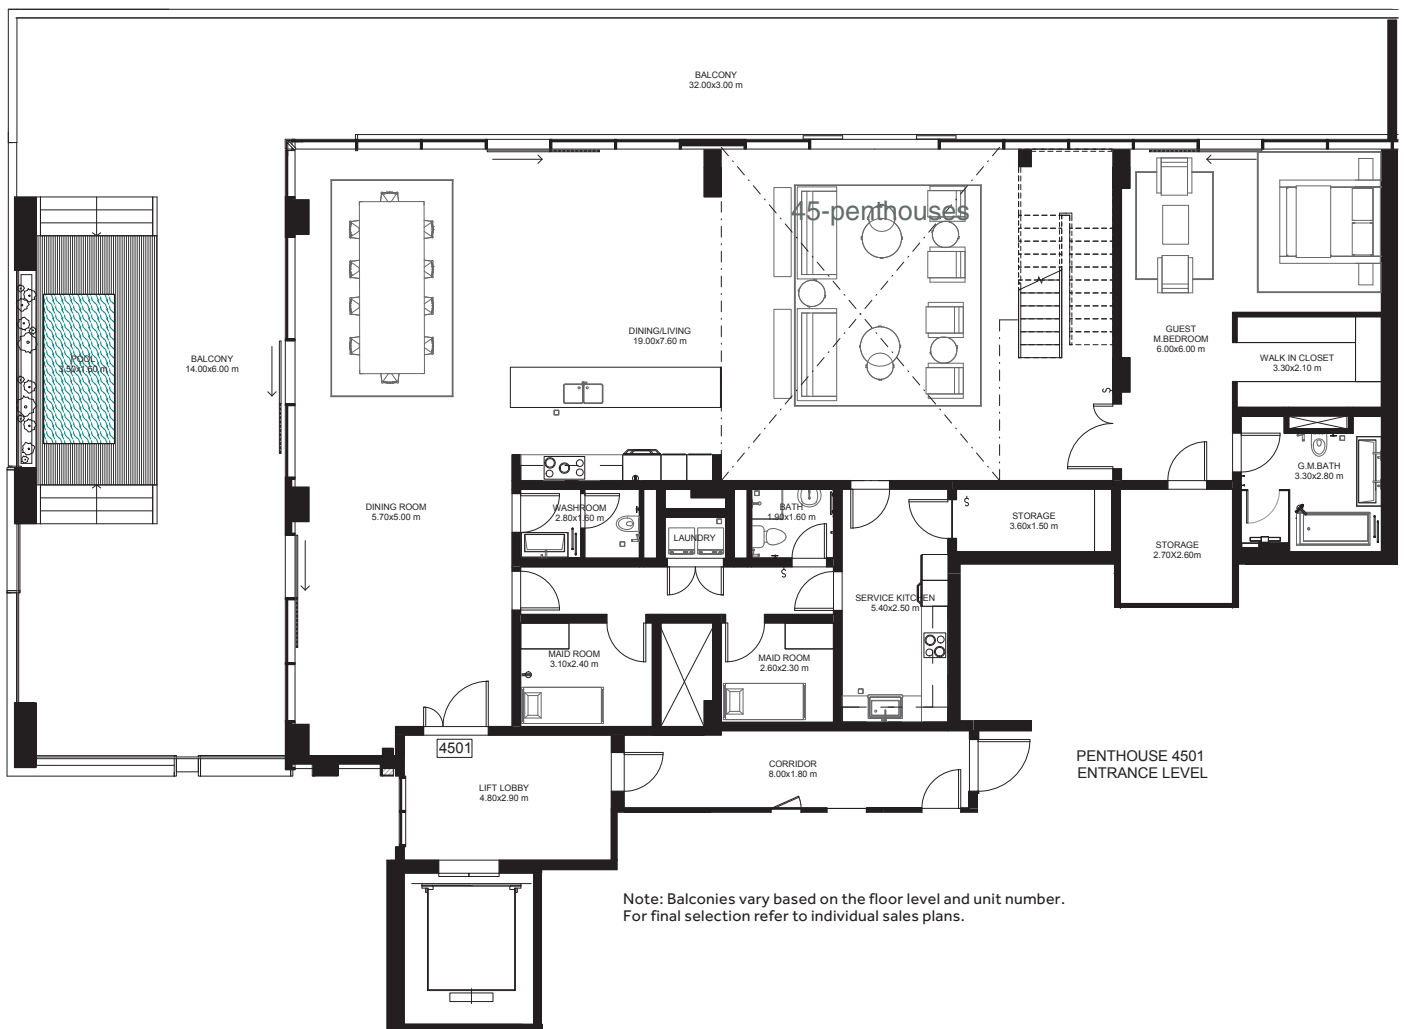 BALCONY
32.00x3.00 m
45-penthouses
DINING/LIVING
19.00x7.60 m
GUEST
M.BEDROOM
6.00x6.00 m
POOL
3.50x1.60 m
BALCONY
14.00x6.00 m
WALK IN CLOSET
3.30x2.10 m
G.M.BATH
3.30x2.80 m
DINING ROOM
5.70x5.00 m
WASHROOM
2.80x1.60 m
LAUNDRY
BATH
1.90x1.60 m
STORAGE
3.60x1.50 m
STORAGE
2.70X2.60m
SERVICE KITCHEN
5.40x2.50 m
MAID ROOM
3.10x2.40 m
MAID ROOM
2.60x2.30 m
4501
LIFT LOBBY
4.80x2.90 m
CORRIDOR
8.00x1.80 m
PENTHOUSE 4501
ENTRANCE LEVEL
Note: Balconies vary based on the floor level and unit number.
For final selection refer to individual sales plans.